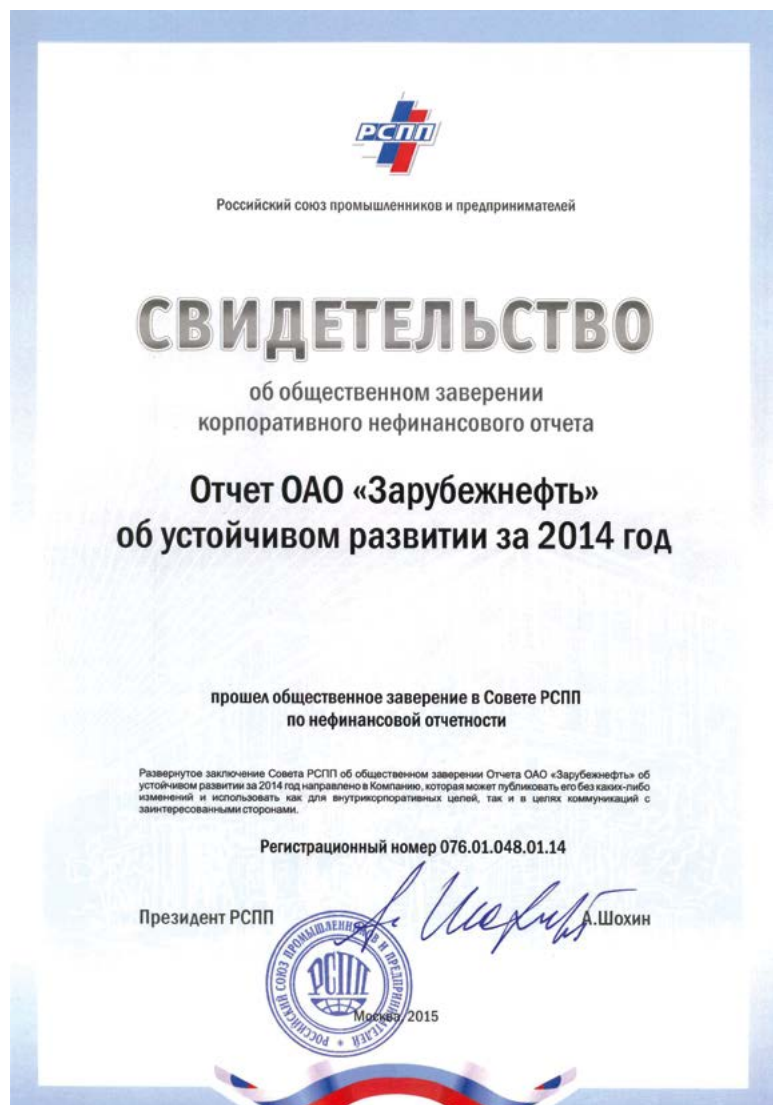 РСПП
Российский союз промышленников и предпринимателей
СВИДЕТЕЛЬСТВО
об общественном заверении
корпоративного нефинансового отчета
Отчет ОАО «Зарубежнефть»
об устойчивом развитии за 2014 год
прошел общественное заверение в Совете РСПП
по нефинансовой отчетности
Развернутое заключение Совета РСПП об общественном заверении Отчета ОАО «Зарубежнефть» об
устойчивом развитии за 2014 год направлено в Компанию, которая может публиковать его без каких-либо
изменений и использовать как для внутрикорпоративных целей, так и в целях коммуникаций с
заинтересованными сторонами.
Регистрационный номер 076.01.048.01.14
Президент РСПП
А.Шохин
РОССИЙСКИЙ СОЮЗ ПРОМЫШЛЕННИКОВ И ПРЕДПРИНИМАТЕЛЕЙ
РСПП
Москва, 2015